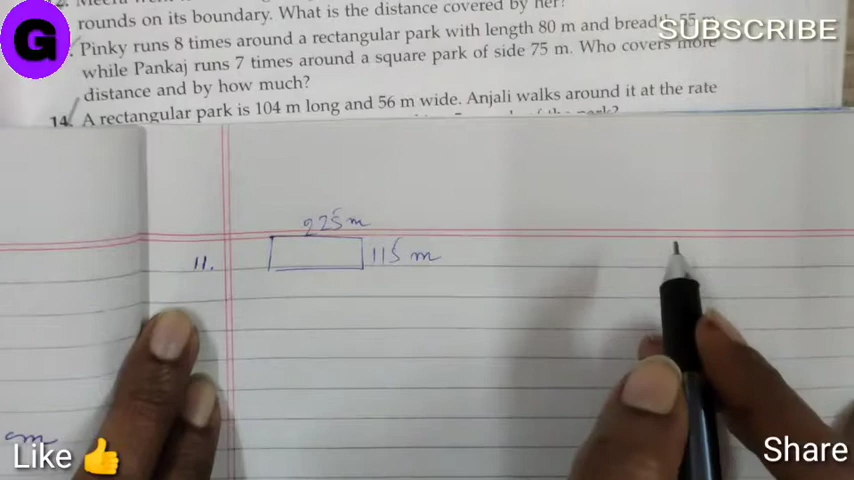 rounds on its boundary. What is the distance covered by her?
SUBSCRIBE
G
Pinky runs 8 times around a rectangular park with length 80 m and breadth 55 m
while Pankaj runs 7 times around a square park of side 75 m. Who covers more
distance and by how much?
14. A rectangular park is 104 m long and 56 m wide. Anjali walks around it at the rate
225 m
11.
115 m
cm
Like
Share